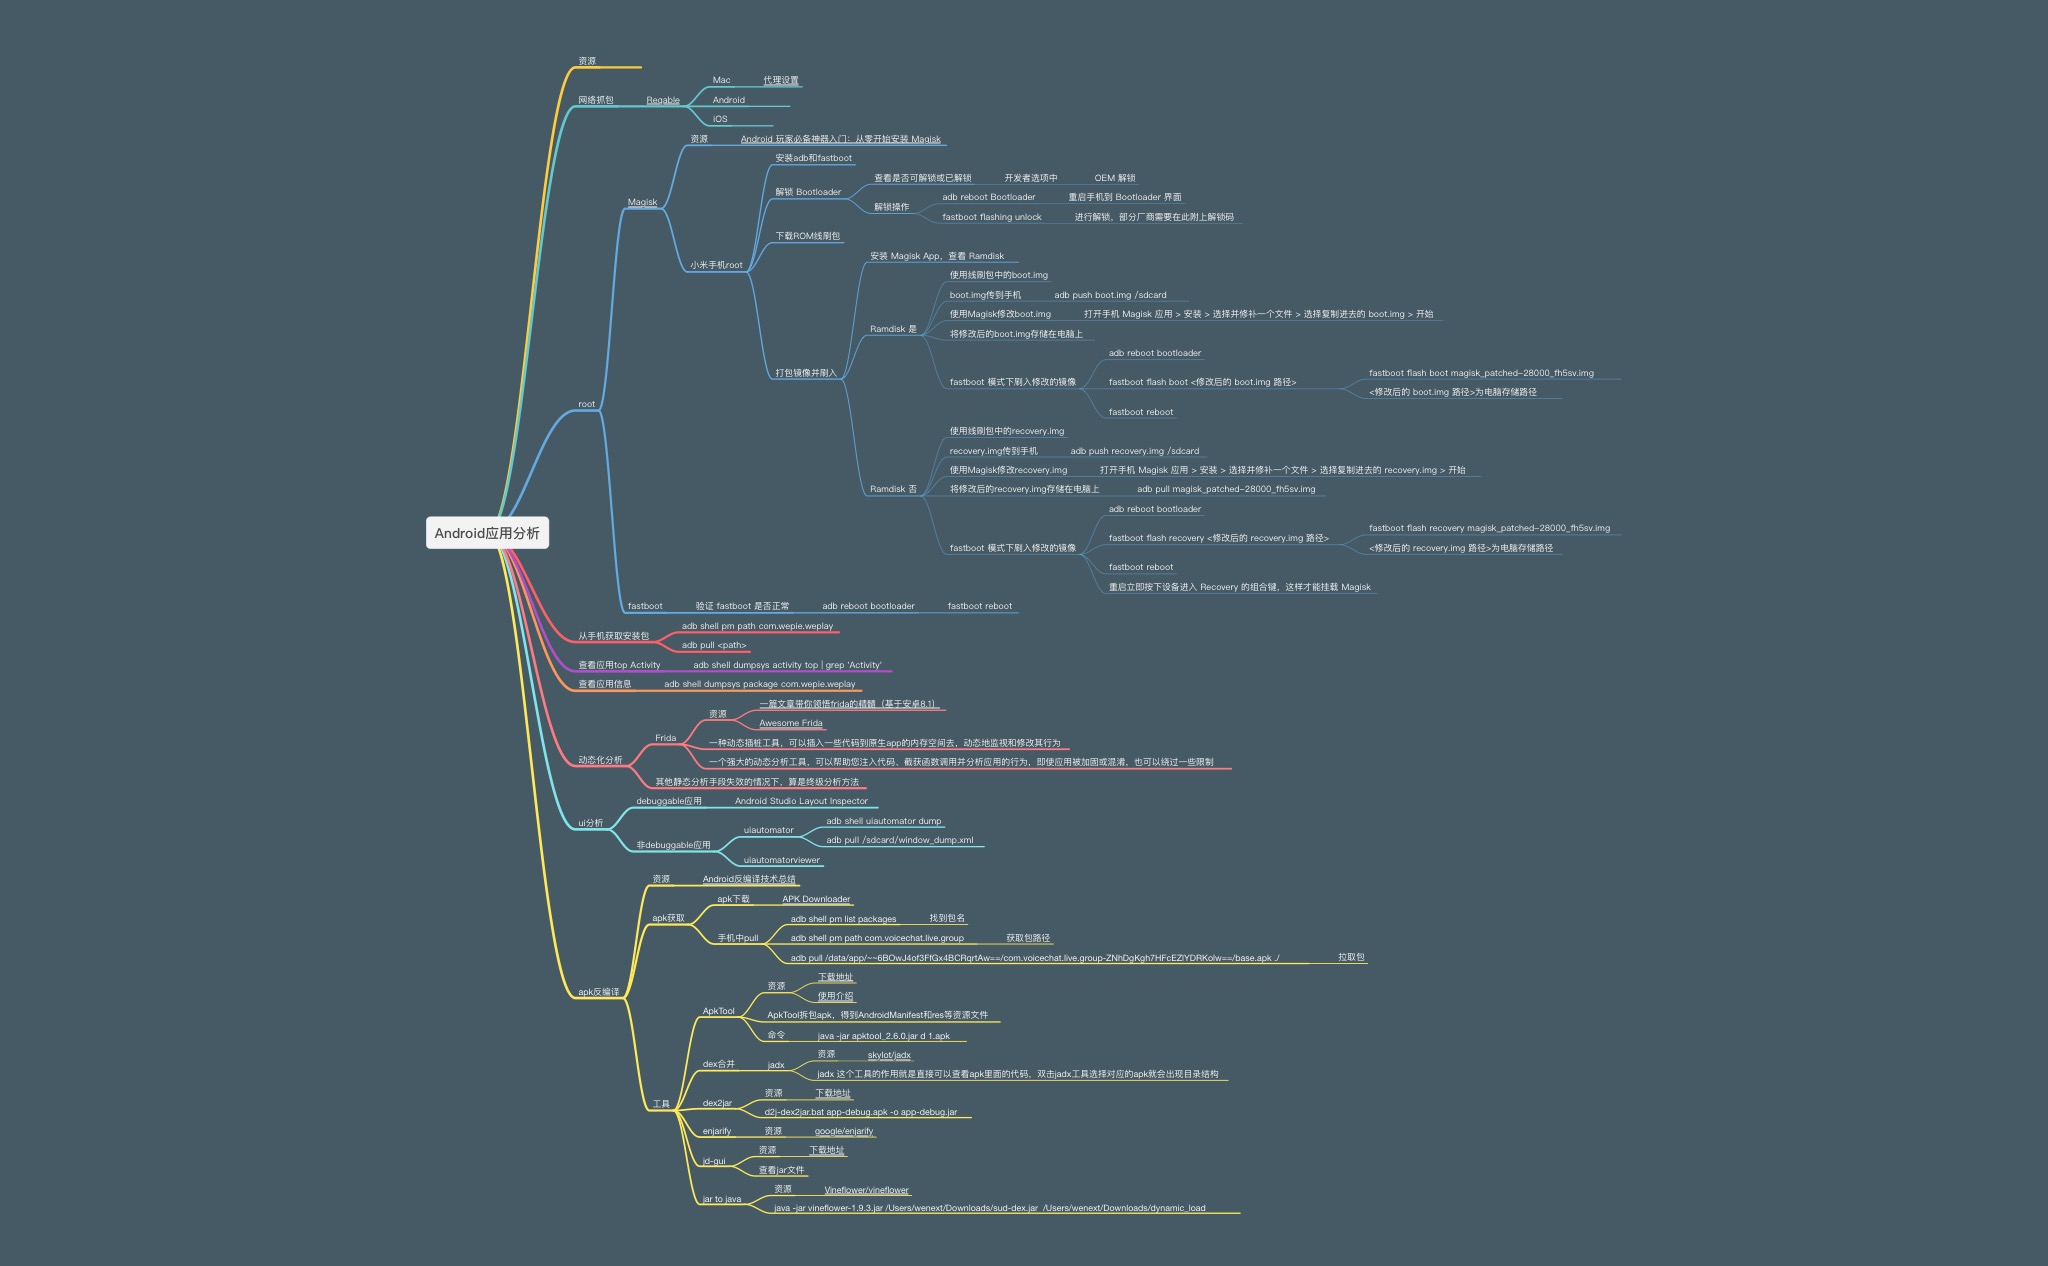 资源
Mac
代理设置
网络抓包
Reqable
Android
iOS
资源
Android 玩家必备神器入门：从零开始安装 Magisk
安装adb和fastboot
查看是否可解锁或已解锁
开发者选项中
OEM 解锁
解锁 Bootloader
adb reboot Bootloader
重启手机到 Bootloader 界面
Magisk
解锁操作
fastboot flashing unlock
进行解锁，部分厂商需要在此附上解锁码
下载ROM线刷包
小米手机root
安装 Magisk App，查看 Ramdisk
使用线刷包中的boot.img
boot.img传到手机
adb push boot.img /sdcard
使用Magisk修改boot.img
打开手机 Magisk 应用 > 安装 > 选择并修补一个文件 > 选择复制进去的 boot.img > 开始
Ramdisk 是
将修改后的boot.img存储在电脑上
adb reboot bootloader
打包镜像并刷入
fastboot 模式下刷入修改的镜像
fastboot flash boot <修改后的 boot.img 路径>
fastboot flash boot magisk_patched-28000_fh5sv.img
<修改后的 boot.img 路径>为电脑存储路径
root
fastboot reboot
使用线刷包中的recovery.img
recovery.img传到手机
adb push recovery.img /sdcard
使用Magisk修改recovery.img
打开手机 Magisk 应用 > 安装 > 选择并修补一个文件 > 选择复制进去的 recovery.img > 开始
Ramdisk 否
将修改后的recovery.img存储在电脑上
adb pull magisk_patched-28000_fh5sv.img
adb reboot bootloader
Android应用分析
fastboot 模式下刷入修改的镜像
fastboot flash recovery <修改后的 recovery.img 路径>
fastboot flash recovery magisk_patched-28000_fh5sv.img
<修改后的 recovery.img 路径>为电脑存储路径
fastboot reboot
重启立即按下设备进入 Recovery 的组合键，这样才能挂载 Magisk
fastboot
验证 fastboot 是否正常
adb reboot bootloader
fastboot reboot
从手机获取安装包
adb shell pm path com.wepie.weplay
adb pull <path>
查看应用top Activity
adb shell dumpsys activity top | grep 'Activity'
查看应用信息
adb shell dumpsys package com.wepie.weplay
资源
一篇文章带你领悟frida的精髓（基于安卓8.1）
Awesome Frida
Frida
一种动态插桩工具，可以插入一些代码到原生app的内存空间去，动态地监视和修改其行为
动态化分析
一个强大的动态分析工具，可以帮助您注入代码、截获函数调用并分析应用的行为，即使应用被加固或混淆，也可以绕过一些限制
其他静态分析手段失效的情况下，算是终级分析方法
debuggable应用
Android Studio Layout Inspector
ui分析
非debuggable应用
uiautomator
adb shell uiautomator dump
adb pull /sdcard/window_dump.xml
uiautomatorviewer
资源
Android反编译技术总结
apk下载
APK Downloader
apk获取
adb shell pm list packages
找到包名
手机中pull
adb shell pm path com.voicechat.live.group
获取包路径
adb pull /data/app/~~6BOwJ4of3FfGx4BCRqrtAw==/com.voicechat.live.group-ZNhDgKgh7HFcEZlYDRKolw==/base.apk ./
拉取包
apk反编译
资源
下载地址
使用介绍
ApkTool
ApkTool拆包apk，得到AndroidManifest和res等资源文件
命令
java -jar apktool_2.6.0.jar d 1.apk
dex合并
jadx
资源
skylot/jadx
jadx 这个工具的作用就是直接可以查看apk里面的代码，双击jadx工具选择对应的apk就会出现目录结构
工具
dex2jar
资源
下载地址
d2j-dex2jar.bat app-debug.apk -o app-debug.jar
enjarify
资源
google/enjarify
jd-gui
资源
下载地址
查看jar文件
jar to java
资源
Vineflower/vineflower
java -jar vineflower-1.9.3.jar /Users/wenext/Downloads/sud-dex.jar  /Users/wenext/Downloads/dynamic_load